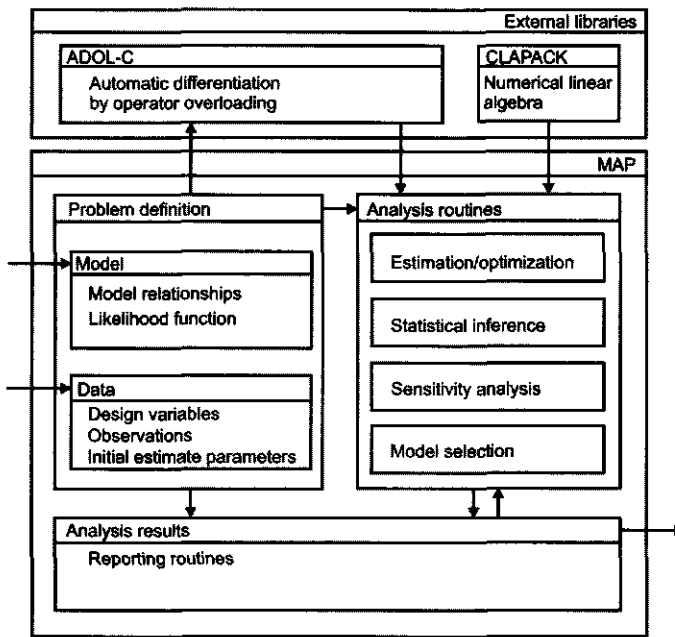 External libraries
ADOL-C
Automatic differentiation
by operator overloading
CLAPACK
Numerical linear
algebra
MAP
Problem definition
Model
Model relationships
Likelihood function
Data
Design variables
Observations
Initial estimate parameters
Analysis routines
Estimation/optimization
Statistical inference
Sensitivity analysis
Model selection
Analysis results
Reporting routines